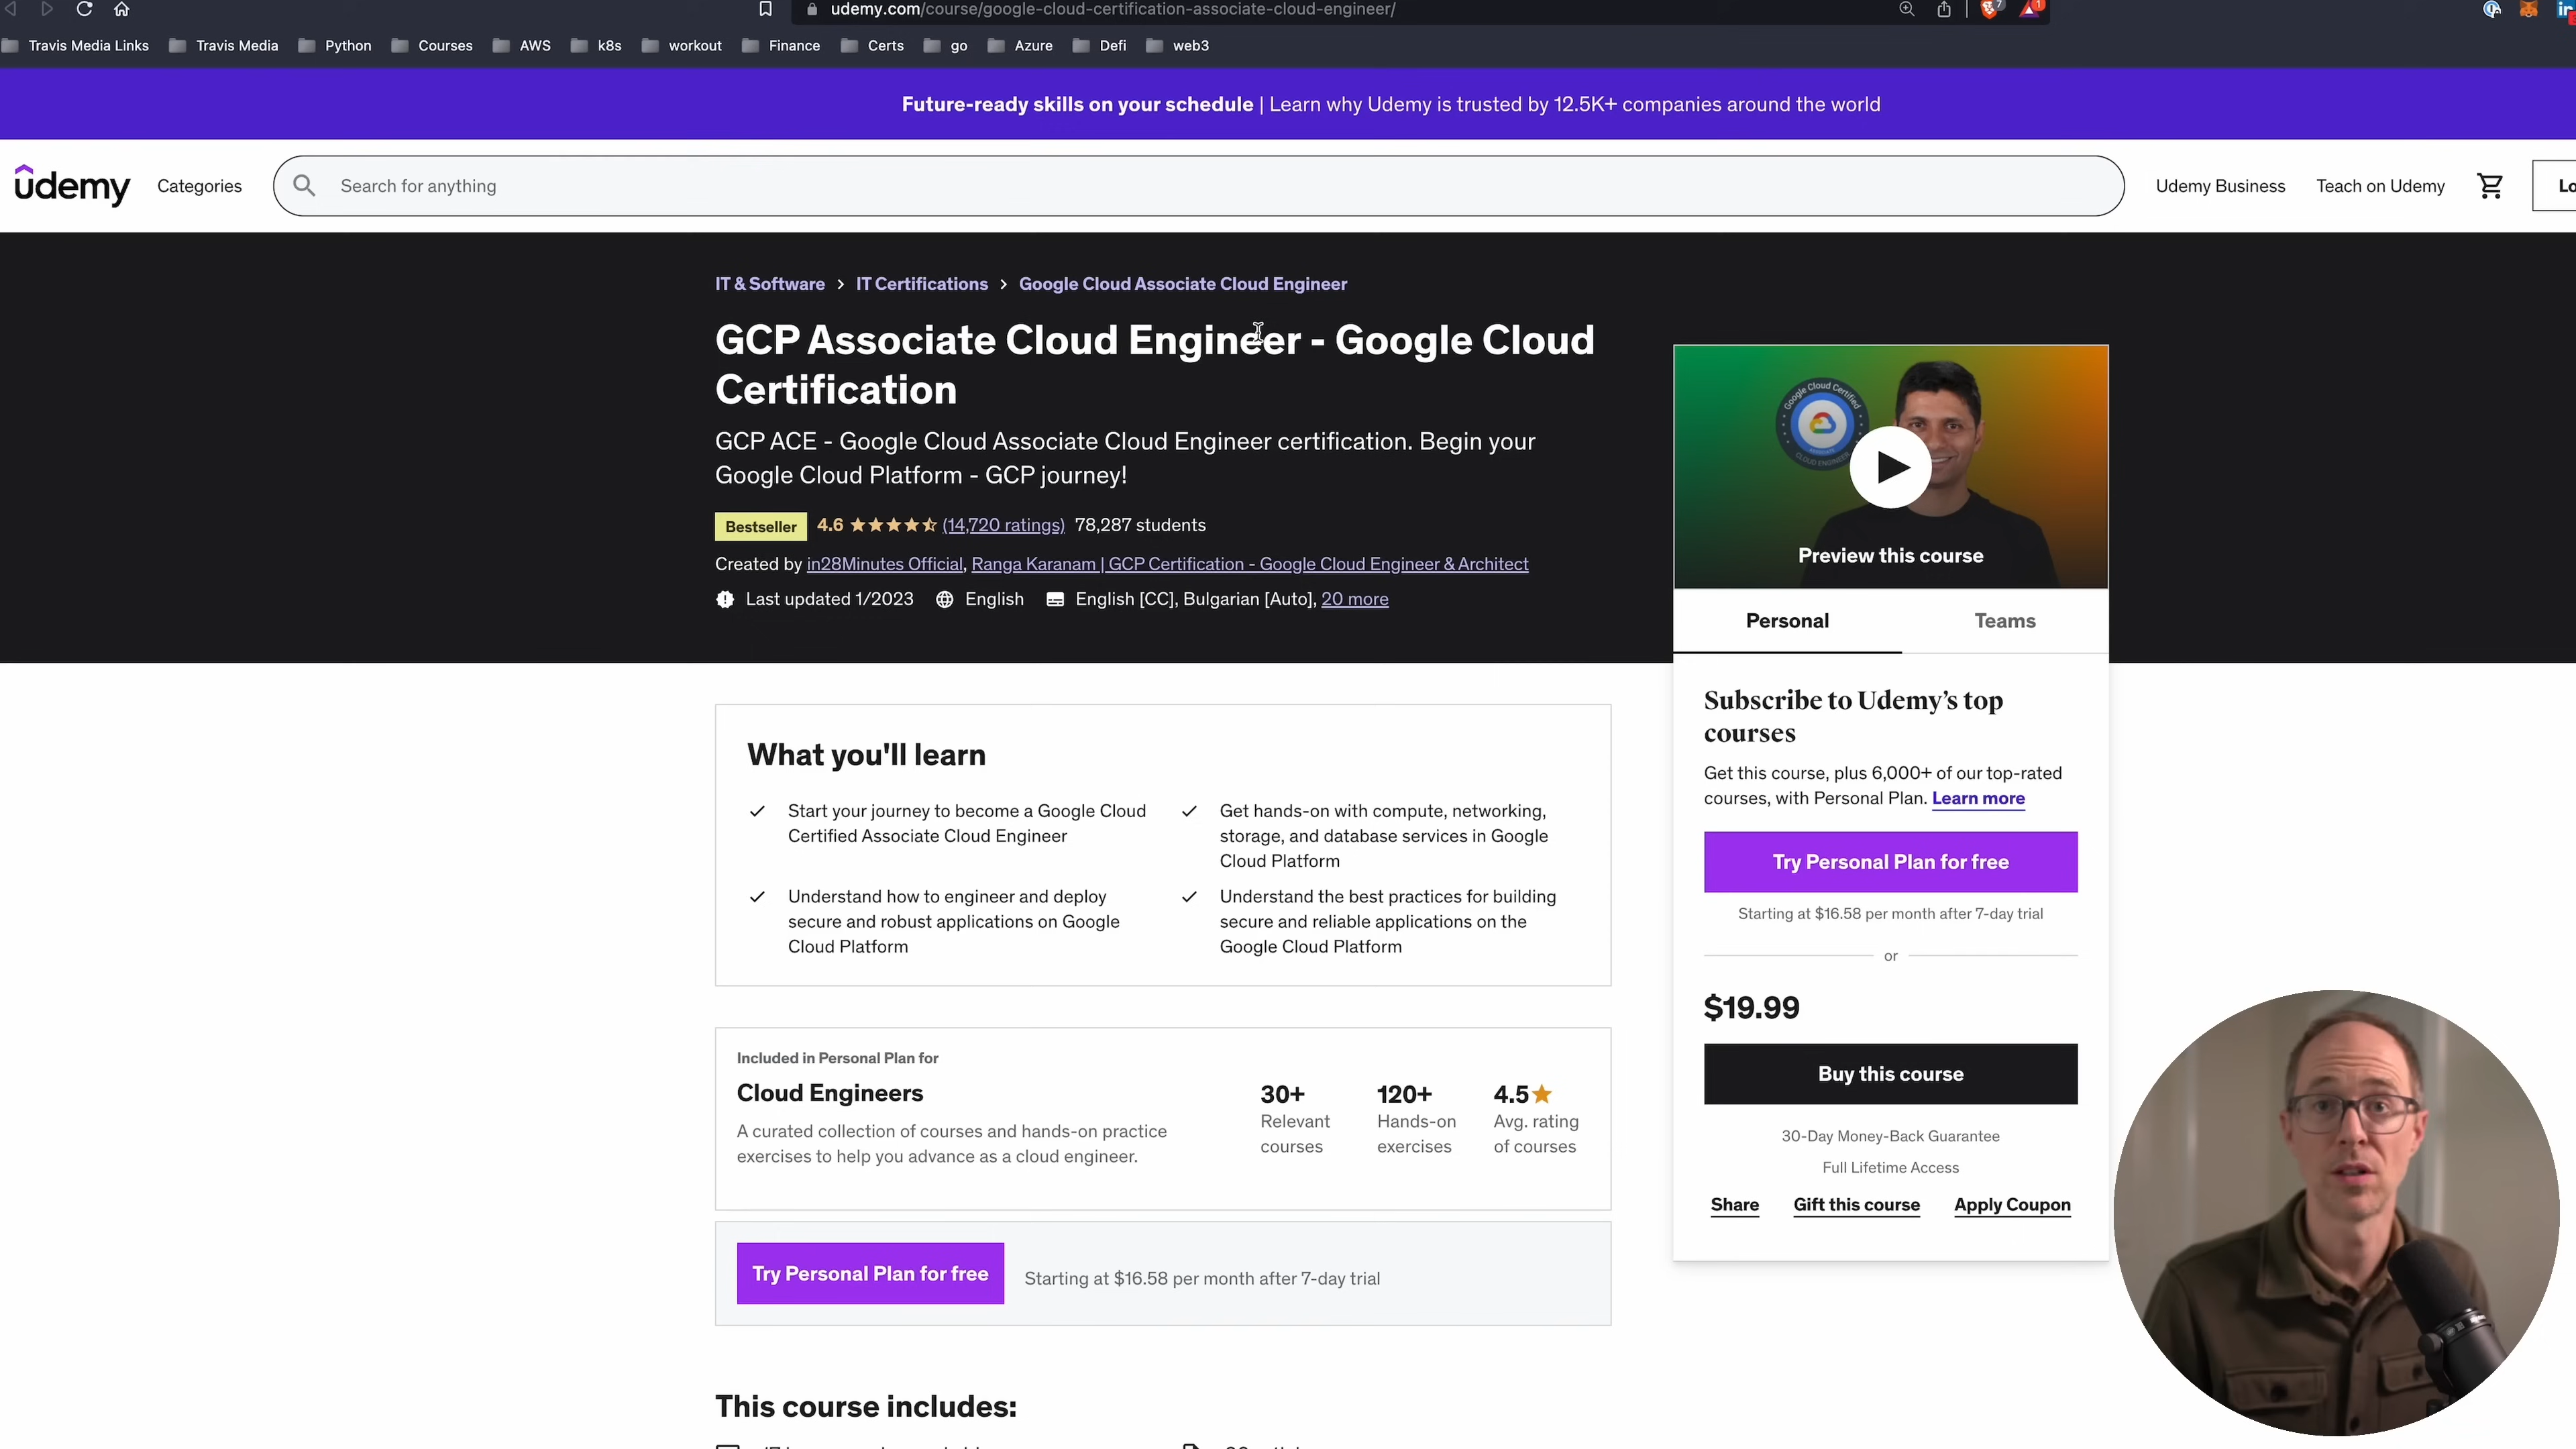 udemy.com/course/google-cloud-certification-associate-cloud-engineer/
7
1
Travis Media Links
Travis Media
Python
Courses
AWS
k8s
workout
Finance
Certs
go
Azure
Defi
web3
Future-ready skills on your schedule | Learn why Udemy is trusted by 12.5K+ companies around the world
udemy
Categories
Search for anything
Udemy Business
Teach on Udemy
Lo
IT & Software > IT Certifications > Google Cloud Associate Cloud Engineer
GCP Associate Cloud Engineer - Google Cloud
Certification
GCP ACE - Google Cloud Associate Cloud Engineer certification. Begin your
Google Cloud Platform - GCP journey!
Bestseller 4.6 (14,720 ratings) 78,287 students
Created by in28Minutes Official, Ranga Karanam | GCP Certification - Google Cloud Engineer & Architect
Last updated 1/2023 English English [CC], Bulgarian [Auto], 20 more
Google Cloud Certified
CLOUD ENGINEER
Preview this course
Personal
Teams
Subscribe to Udemy's top
courses
Get this course, plus 6,000+ of our top-rated
courses, with Personal Plan. Learn more
Try Personal Plan for free
Starting at $16.58 per month after 7-day trial
or
$19.99
Buy this course
30-Day Money-Back Guarantee
Full Lifetime Access
Share
Gift this course
Apply Coupon
What you'll learn
Start your journey to become a Google Cloud
Certified Associate Cloud Engineer
Get hands-on with compute, networking,
storage, and database services in Google
Cloud Platform
Understand how to engineer and deploy
secure and robust applications on Google
Cloud Platform
Understand the best practices for building
secure and reliable applications on the
Google Cloud Platform
Included in Personal Plan for
Cloud Engineers
A curated collection of courses and hands-on practice
exercises to help you advance as a cloud engineer.
30+
Relevant
courses
120+
Hands-on
exercises
4.5
Avg. rating
of courses
Try Personal Plan for free
Starting at $16.58 per month after 7-day trial
This course includes: